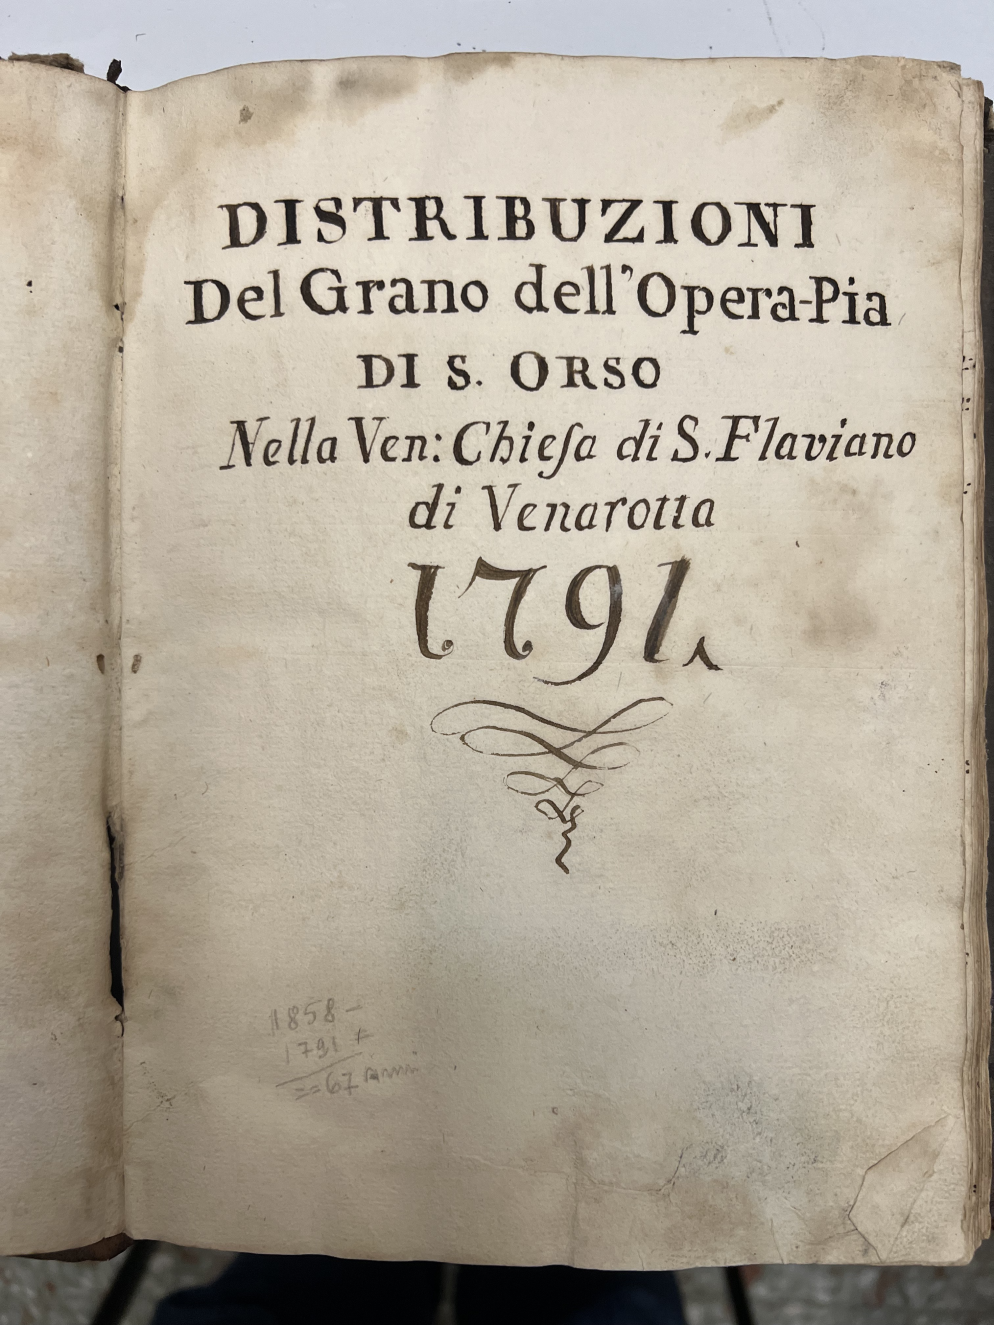 DISTRIBUZIONI
Del Grano dell'Opera-Pia
DI S. ORSO
Nella Ven: Chieſa di S. Flaviano
di Venarotta
1791.
1858 -
1791 +
== 67 Anni